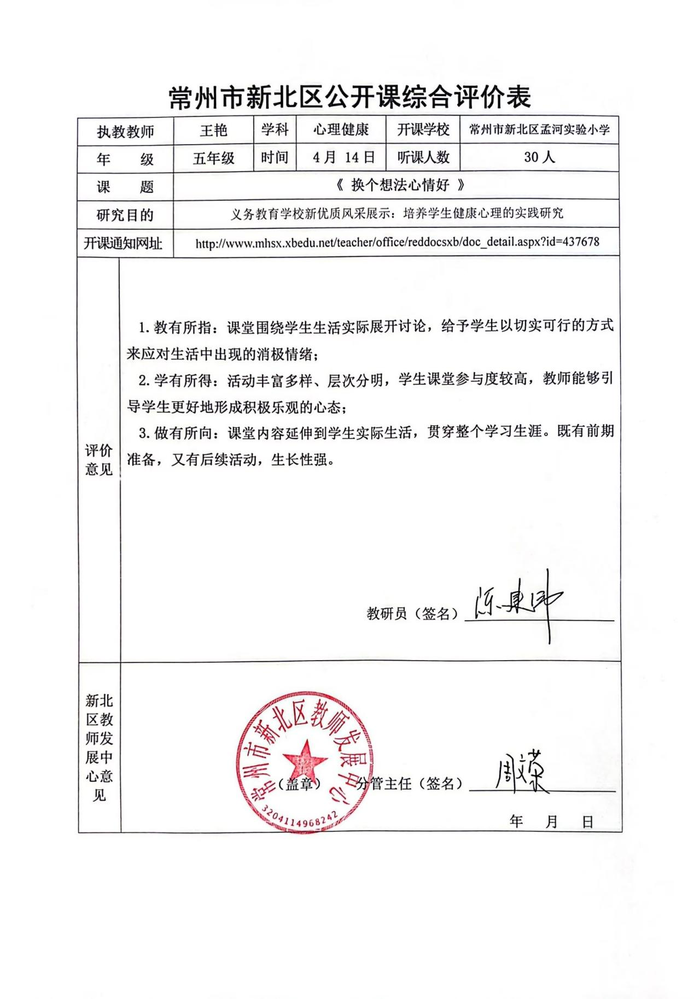 常州市新北区公开课综合评价表
执教教师 王艳 学科 心理健康 开课学校 常州市新北区孟河实验小学
年 级 五年级 时间 4 月 14 日 听课人数 30 人
课 题 《 换个想法心情好 》
研究目的 义务教育学校新优质风采展示：培养学生健康心理的实践研究
开课通知网址 http://www.mhsx.xbedu.net/teacher/office/reddocsxb/doc_detail.aspx?id=437678
1. 教有所指：课堂围绕学生生活实际展开讨论，给予学生以切实可行的方式
来应对生活中出现的消极情绪；
2. 学有所得：活动丰富多样、层次分明，学生课堂参与度较高，教师能够引
导学生更好地形成积极乐观的心态；
3. 做有所向：课堂内容延伸到学生实际生活，贯穿整个学习生涯。既有前期
准备，又有后续活动，生长性强。
评价
意见
教研员（签名）
新北
区教
师发
展中
心意
见
常州市新北区教师发展中心
3204114968242
（盖章） 分管主任（签名） 周文荣
年 月 日